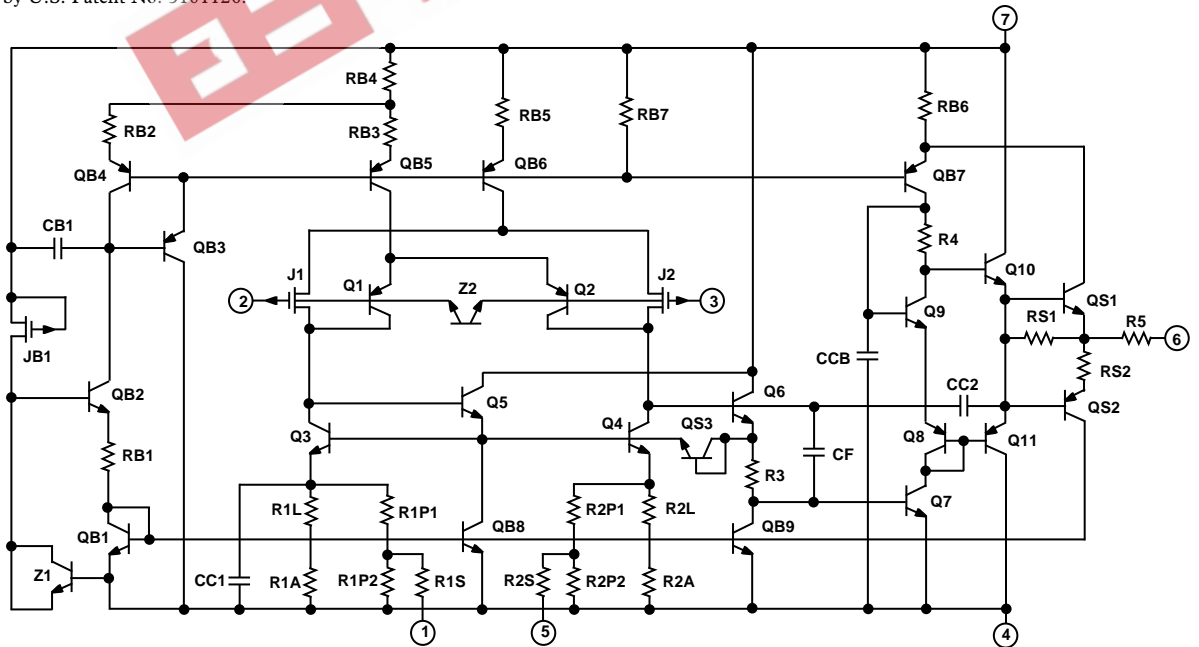 by U.S. Patent No. 5101126.
7
RB4
RB2
RB3
RB5
RB7
RB6
QB4
QB5
QB6
QB7
CB1
QB3
R4
J1
Q1
Z2
Q2
J2
Q10
QS1
2
3
RS1
R5
6
JB1
Q9
CCB
RS2
QB2
Q5
Q6
CC2
QS2
Q3
Q4
QS3
Q8
Q11
RB1
CF
R3
R1L
R1P1
R2P1
R2L
Q7
QB1
QB8
QB9
Z1
CC1
R1A
R1P2
R1S
R2S
R2P2
R2A
1
5
4